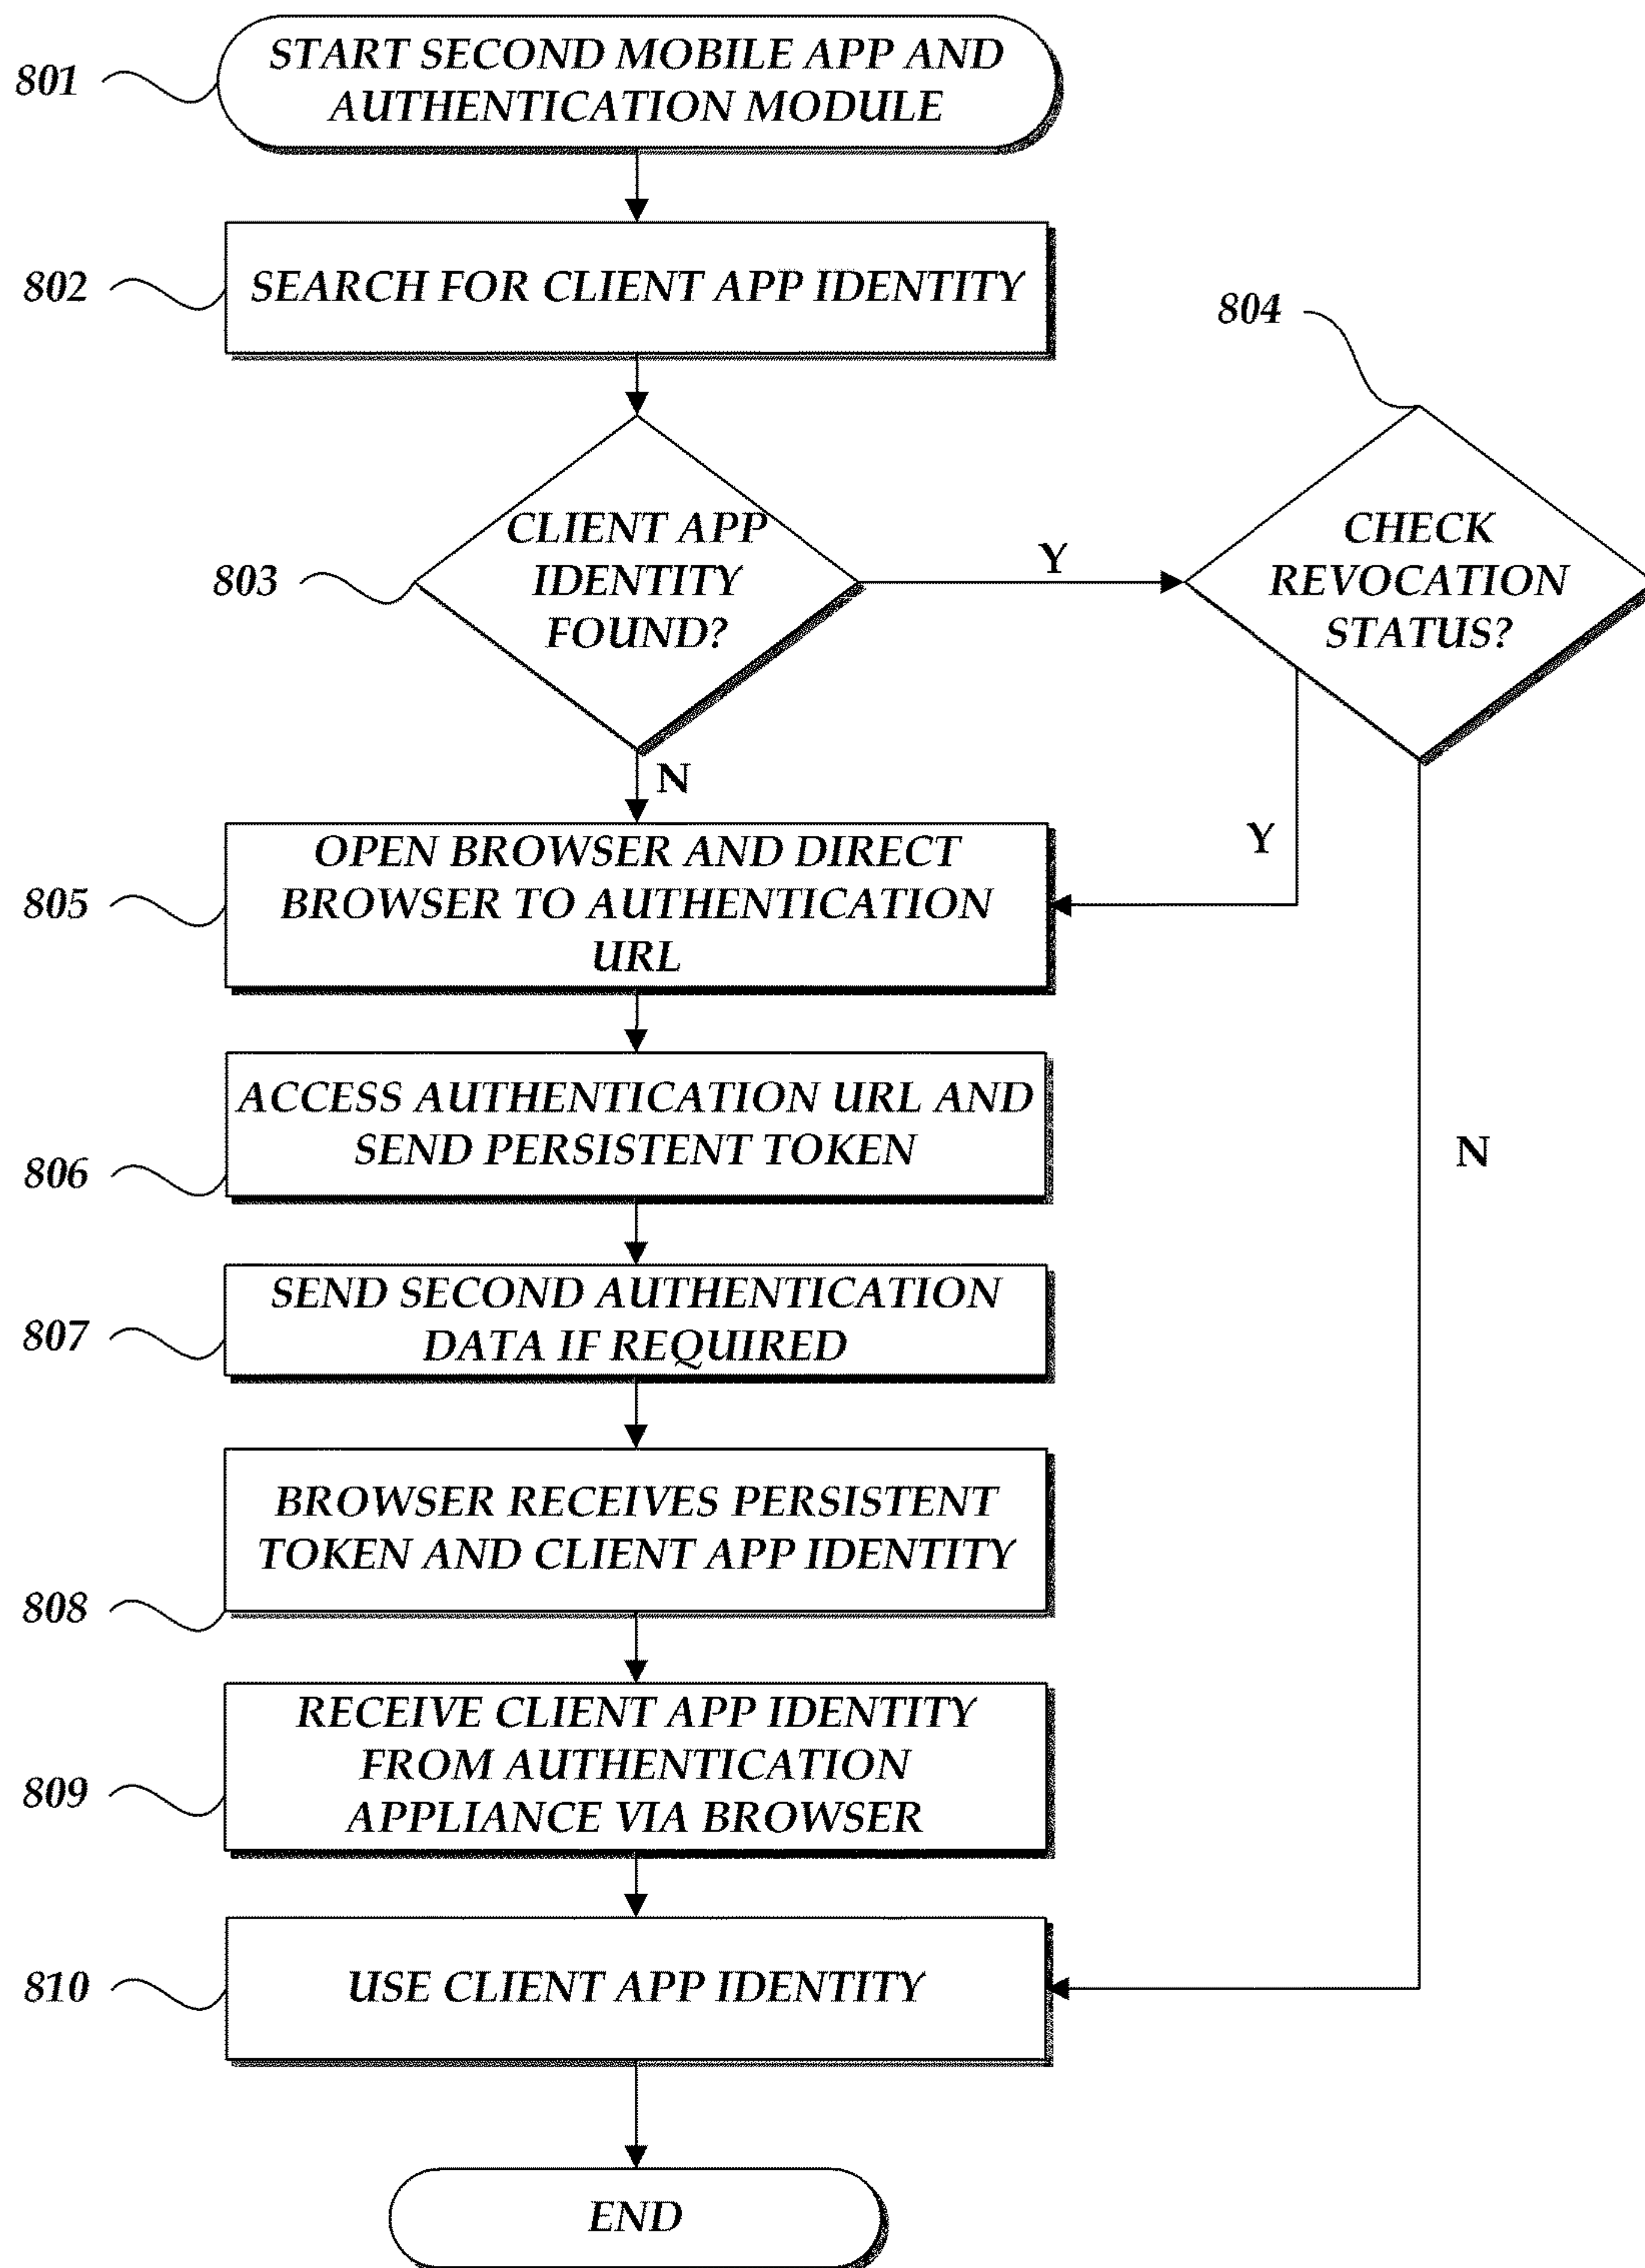 801
START SECOND MOBILE APP AND
AUTHENTICATION MODULE
802
SEARCH FOR CLIENT APP IDENTITY
804
803
CLIENT APP
IDENTITY
FOUND?
Y
CHECK
REVOCATION
STATUS?
N
Y
805
OPEN BROWSER AND DIRECT
BROWSER TO AUTHENTICATION
URL
806
ACCESS AUTHENTICATION URL AND
SEND PERSISTENT TOKEN
N
807
SEND SECOND AUTHENTICATION
DATA IF REQUIRED
808
BROWSER RECEIVES PERSISTENT
TOKEN AND CLIENT APP IDENTITY
809
RECEIVE CLIENT APP IDENTITY
FROM AUTHENTICATION
APPLIANCE VIA BROWSER
810
USE CLIENT APP IDENTITY
END